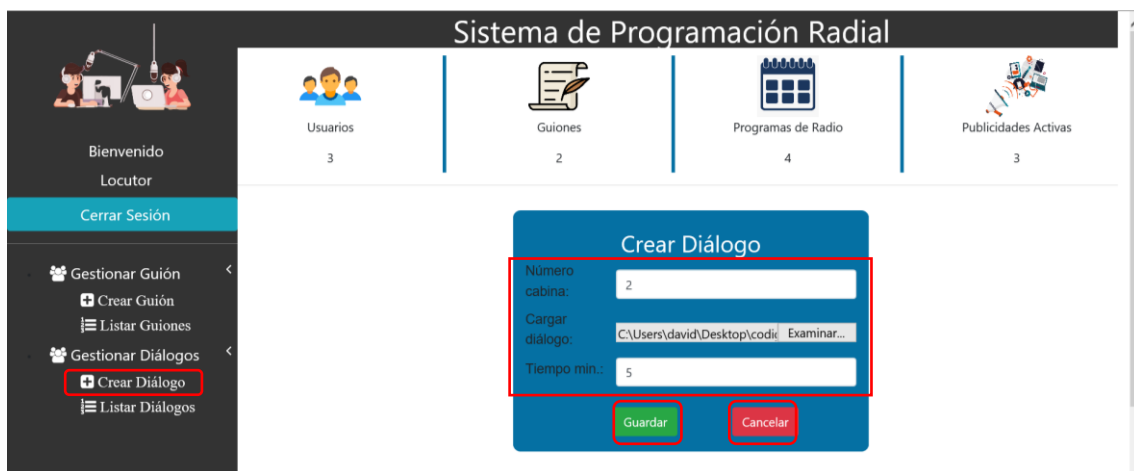 Sistema de Programación Radial
Usuarios
3
Guiones
2
Programas de Radio
4
Publicidades Activas
3
Bienvenido
Locutor
Cerrar Sesión
Gestionar Guión
Crear Guión
Listar Guiones
Gestionar Diálogos
Crear Diálogo
Listar Diálogos
Crear Diálogo
Número
cabina:
2
Cargar
diálogo:
C:\Users\david\Desktop\codi
Examinar...
Tiempo min.:
5
Guardar
Cancelar